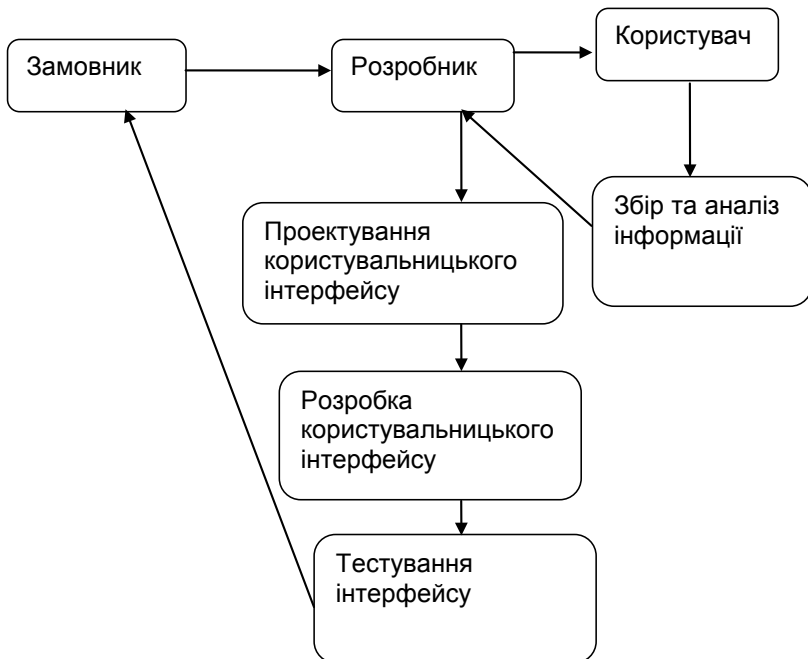 Замовник
Розробник
Користувач
Збір та аналіз
інформації
Проектування
користувальницького
інтерфейсу
Розробка
користувальницького
інтерфейсу
Тестування
інтерфейсу